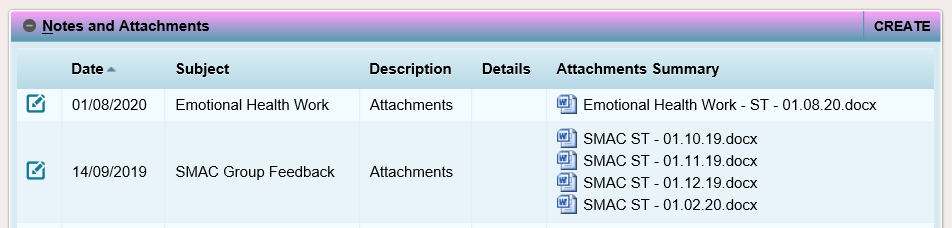 Notes and Attachments CREATE
Date Subject Description Details Attachments Summary
01/08/2020 Emotional Health Work Attachments Emotional Health Work - ST - 01.08.20.docx
SMAC ST - 01.10.19.docx
SMAC ST - 01.11.19.docx
14/09/2019 SMAC Group Feedback Attachments
SMAC ST - 01.12.19.docx
SMAC ST - 01.02.20.docx